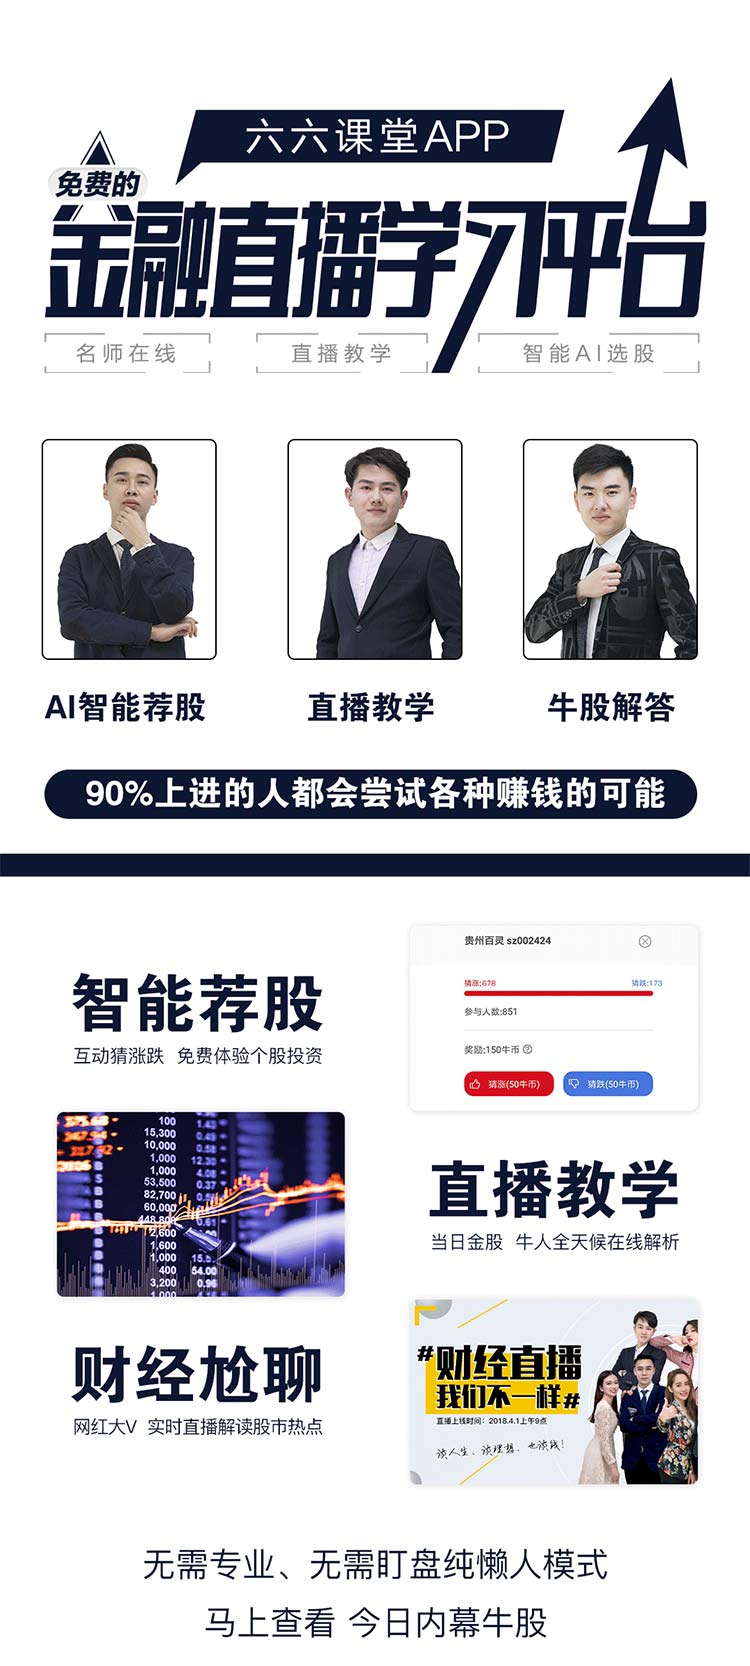 六六课堂APP
免费的
金融直播学习平台
名师在线
直播教学
智能AI选股
AI智能荐股
直播教学
牛股解答
90%上进的人都会尝试各种赚钱的可能
智能荐股
互动猜涨跌 免费体验个股投资
贵州百灵 sz002424
猜涨:678
猜跌:173
参与人数:851
奖励:150牛币
猜涨(50牛币)
猜跌(50牛币)
100
15,300
10,000
1,000
1,000
53,500
82,700
60,000
448,800
2,600
1,000
400
3,200
1,000
54.00
0.96
直播教学
当日金股 牛人全天候在线解析
财经尬聊
网红大V 实时直播解读股市热点
#财经直播
我们不一样#
直播上线时间：2018.4.1上午9点
谈人生、谈理想、也谈钱！
无需专业、无需盯盘纯懒人模式
马上查看 今日内幕牛股